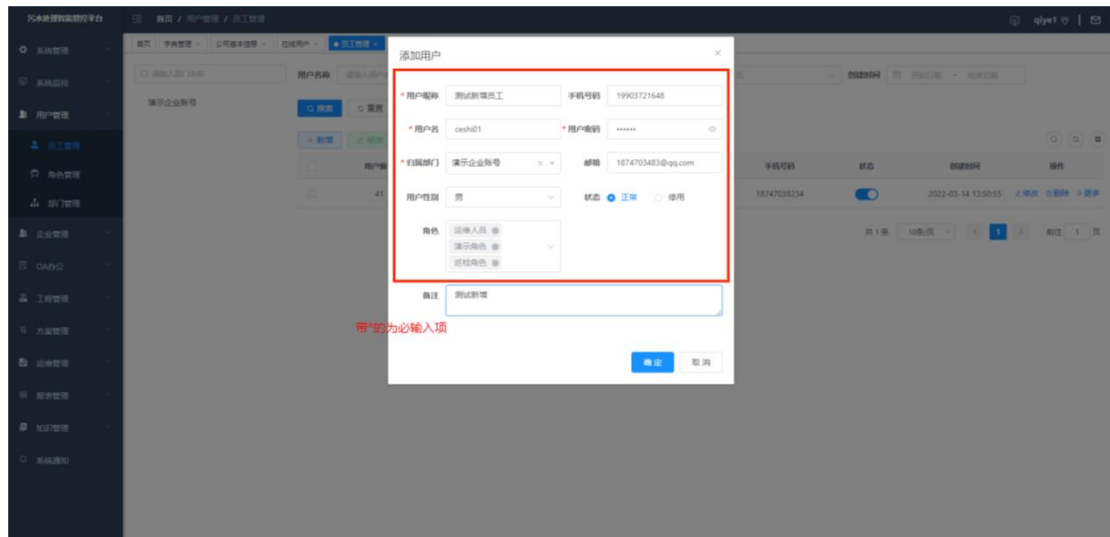 污水处理智能管控平台
首页 / 用户管理 / 员工管理
qiye1
系统管理
系统监控
用户管理
员工管理
角色管理
部门管理
企业管理
OA办公
工程管理
方案管理
运维管理
报表管理
知识管理
系统通知
首页 字典管理 公司基本信息 在线用户 员工管理
请输入部门名称
演示企业账号
用户名称 请输入用户
创建时间 开始日期 - 结束日期
搜索 重置
+ 新增 修改
手机号码 状态 创建时间 操作
41 18747038234 2022-03-14 13:50:55 修改 删除 更多
共 1 条 10条/页 < 1 > 前往 1 页
添加用户 ×
* 用户昵称 测试新增员工 手机号码 19903721648
* 用户名 ceshi01 * 用户密码 ••••••
* 归属部门 演示企业账号 邮箱 1874703483@qq.com
用户性别 男 状态 正常 停用
角色 运维人员
演示角色
巡检角色
备注 测试新增
带*的为必输入项
确 定 取 消